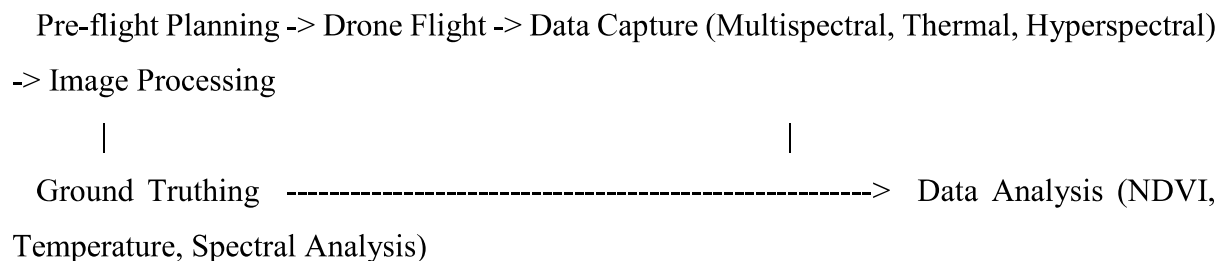 Pre-flight Planning -> Drone Flight -> Data Capture (Multispectral, Thermal, Hyperspectral)
-> Image Processing
| |
Ground Truthing -------------------------------------------------------> Data Analysis (NDVI,
Temperature, Spectral Analysis)